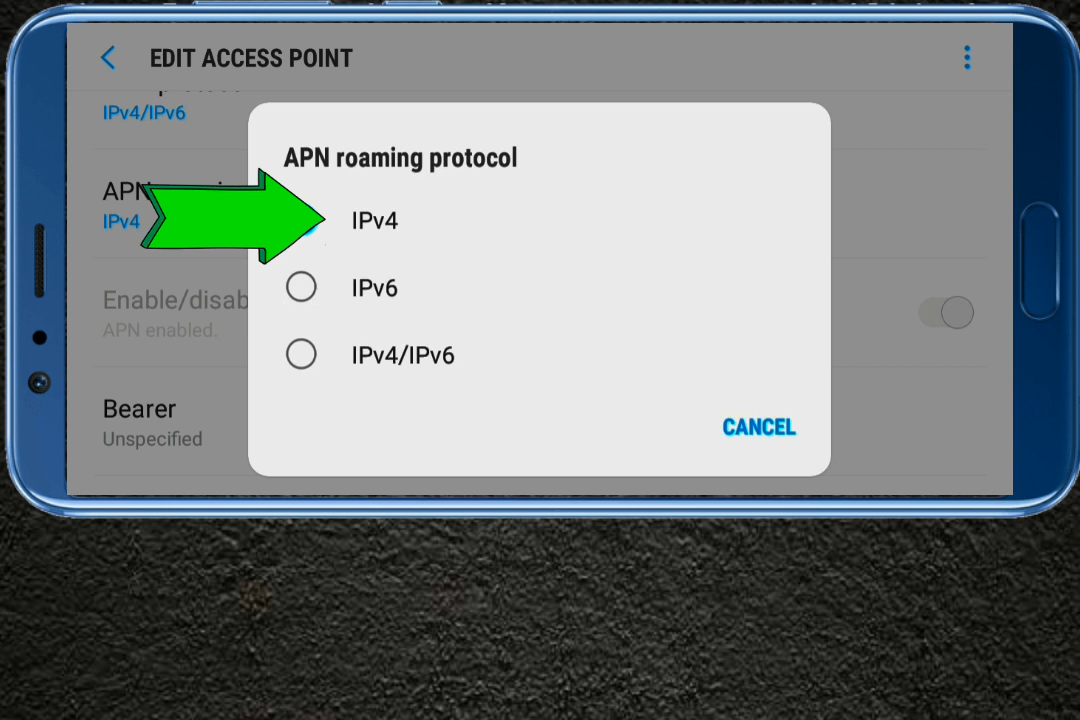 EDIT ACCESS POINT
IPv4/IPv6
APN roaming protocol
APN
IPv4
IPv4
Enable/disab
APN enabled.
IPv6
IPv4/IPv6
Bearer
Unspecified
CANCEL